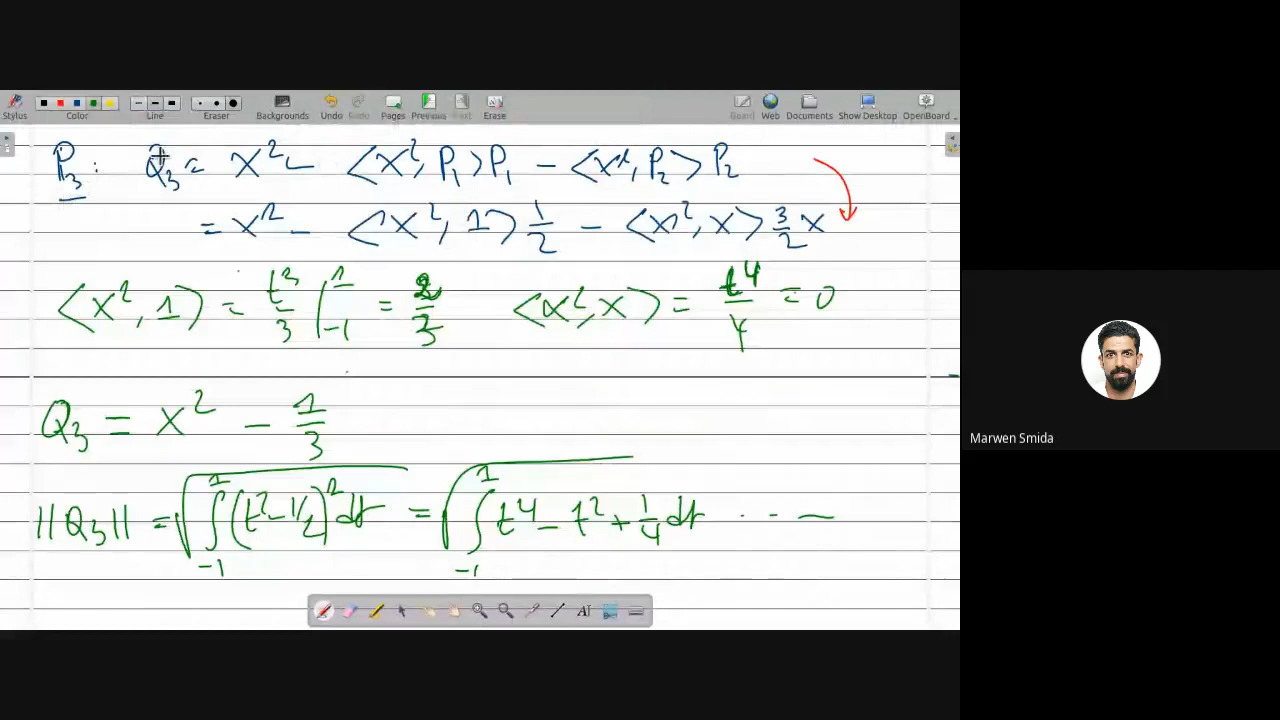 Stylus Color Line Eraser Backgrounds Undo Redo Pages Previous Next Erase Board Web Documents Show Desktop OpenBoard
P₃ : Q₃ = X² − <X², P₁>P₁ − <X², P₂>P₂
= X² − <X², 1> 1/2 − <X², X> 3/2 X
<X², 1> = t³/3 |₋₁¹ = 2/3 <X², X> = t⁴/4 = 0
Q₃ = X² − 1/3
||Q₃|| = √∫₋₁¹ (t² − 1/2)² dt = √∫₋₁¹ t⁴ − t² + 1/4 dt . . —
AI
Marwen Smida